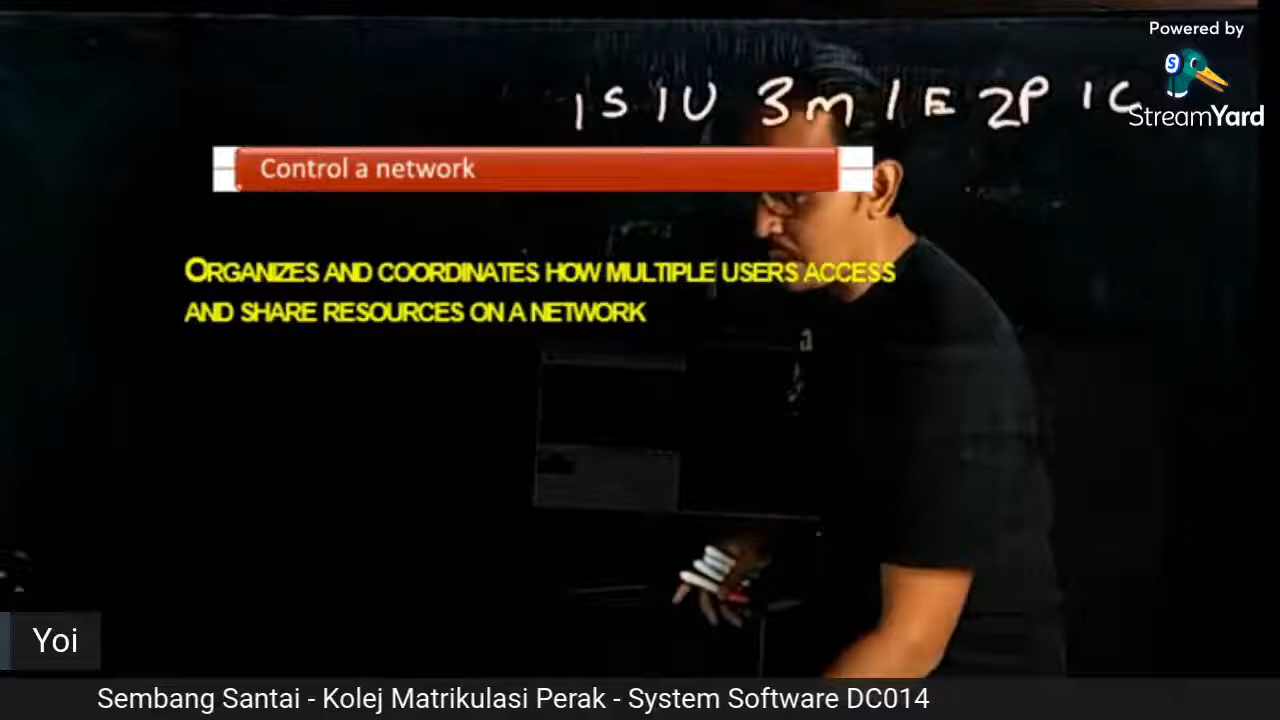 Powered by
StreamYard
1S 1U 3m 1E 2P 1C
Control a network
ORGANIZES AND COORDINATES HOW MULTIPLE USERS ACCESS
AND SHARE RESOURCES ON A NETWORK
Yoi
Sembang Santai - Kolej Matrikulasi Perak - System Software DC014